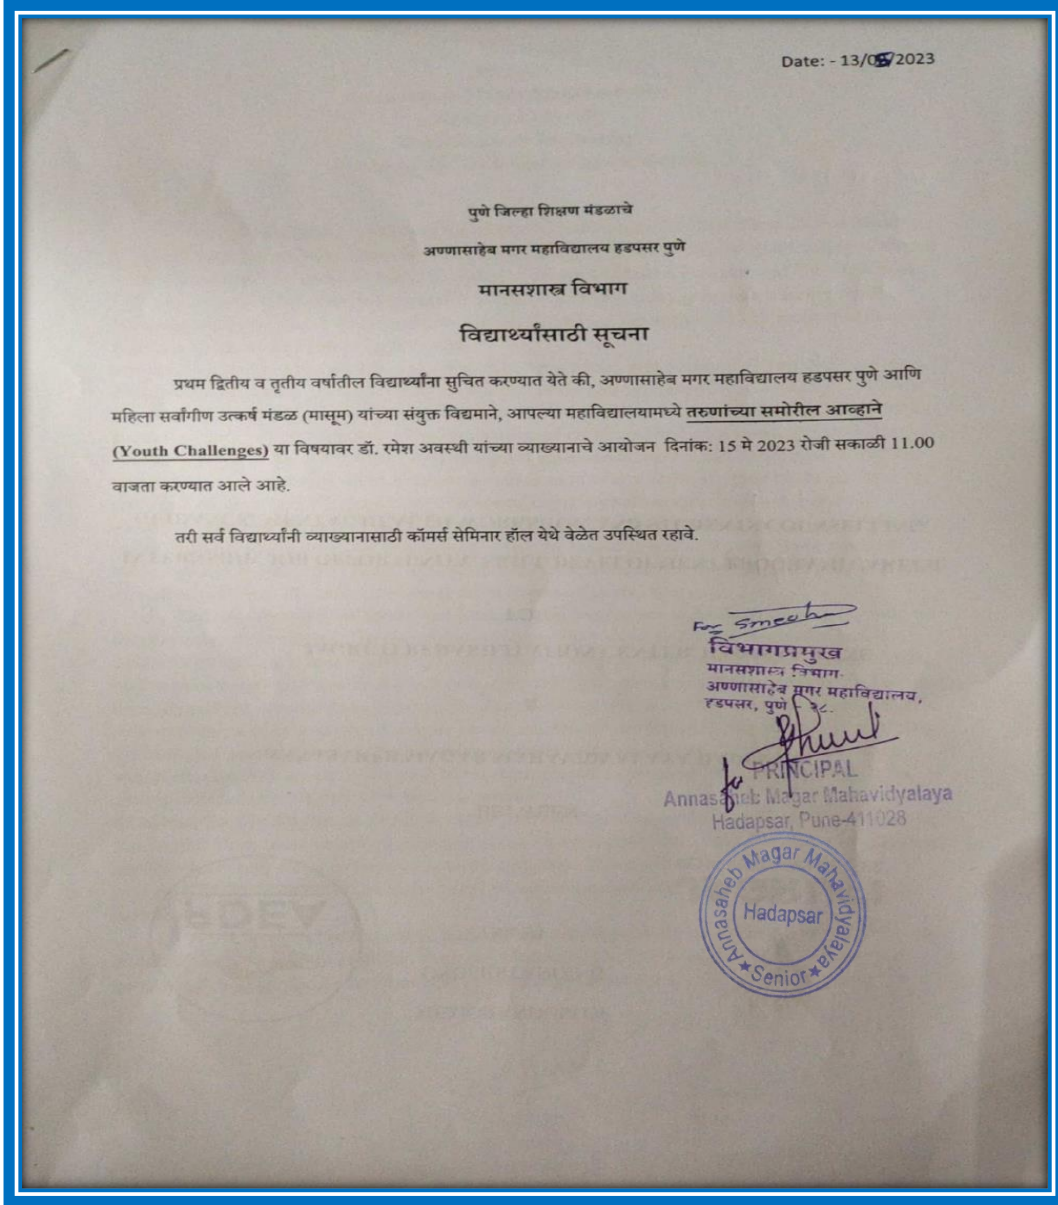 Date: - 13/05/2023
पुणे जिल्हा शिक्षण मंडळाचे
अण्णासाहेब मगर महाविद्यालय हडपसर पुणे
मानसशास्त्र विभाग
विद्यार्थ्यांसाठी सूचना
प्रथम द्वितीय व तृतीय वर्षातील विद्यार्थ्यांना सुचित करण्यात येते की, अण्णासाहेब मगर महाविद्यालय हडपसर पुणे आणि
महिला सर्वांगीण उत्कर्ष मंडळ (मासूम) यांच्या संयुक्त विद्यमाने, आपल्या महाविद्यालयामध्ये तरुणांच्या समोरील आव्हाने
(Youth Challenges) या विषयावर डॉ. रमेश अवस्थी यांच्या व्याख्यानाचे आयोजन दिनांक: 15 मे 2023 रोजी सकाळी 11.00
वाजता करण्यात आले आहे.
तरी सर्व विद्यार्थ्यांनी व्याख्यानासाठी कॉमर्स सेमिनार हॉल येथे वेळेत उपस्थित रहावे.
For
विभागप्रमुख
मानसशास्त्र विभाग
अण्णासाहेब मगर महाविद्यालय,
हडपसर, पुणे - २८.
for
PRINCIPAL
Annasaheb Magar Mahavidyalaya
Hadapsar, Pune-411028
Annasaheb Magar Mahavidyalaya
Hadapsar
★ Senior ★